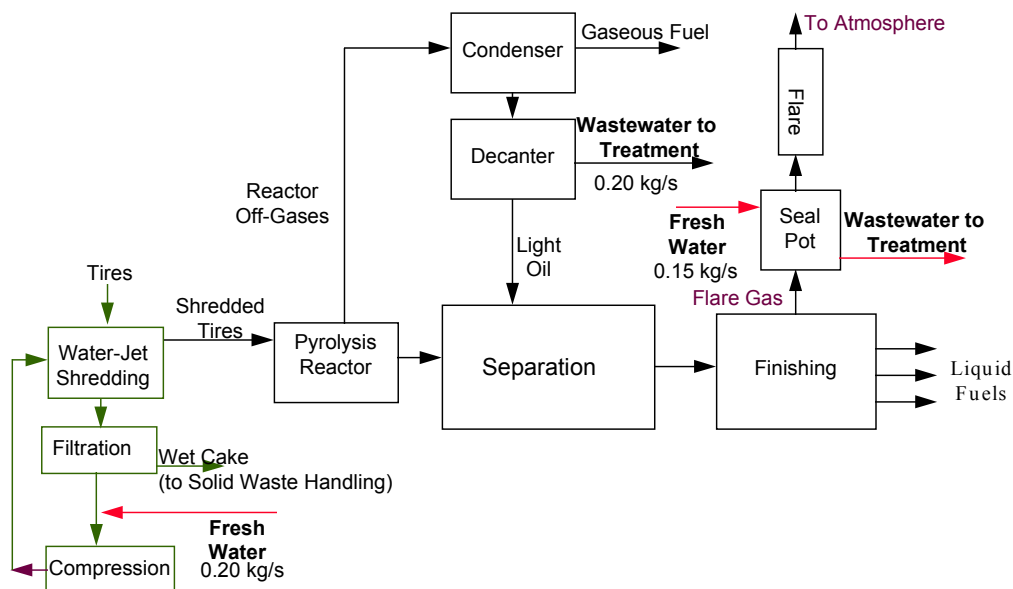 To Atmosphere
Gaseous Fuel
Condenser
Flare
Wastewater to
Treatment
0.20 kg/s
Decanter
Reactor
Off-Gases
Fresh
Water
0.15 kg/s
Seal
Pot
Wastewater to
Treatment
Light
Oil
Flare Gas
Tires
Shredded
Tires
Water-Jet
Shredding
Pyrolysis
Reactor
Separation
Finishing
Liquid
Fuels
Filtration
Wet Cake
(to Solid Waste Handling)
Fresh
Water
0.20 kg/s
Compression